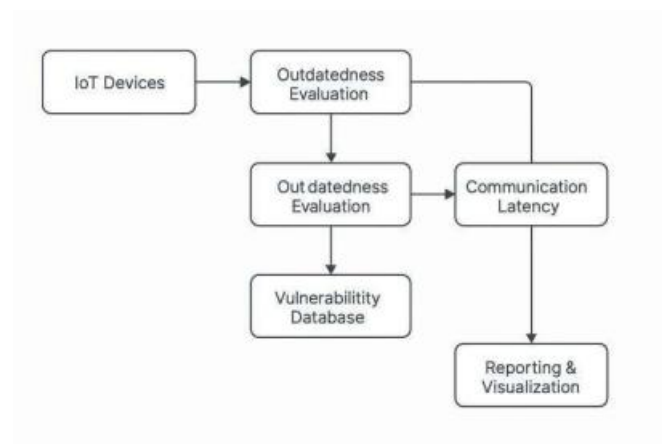 IoT Devices
Outdatedness
Evaluation
Out datedness
Evaluation
Communication
Latency
Vulnerabilitity
Database
Reporting &
Visualization